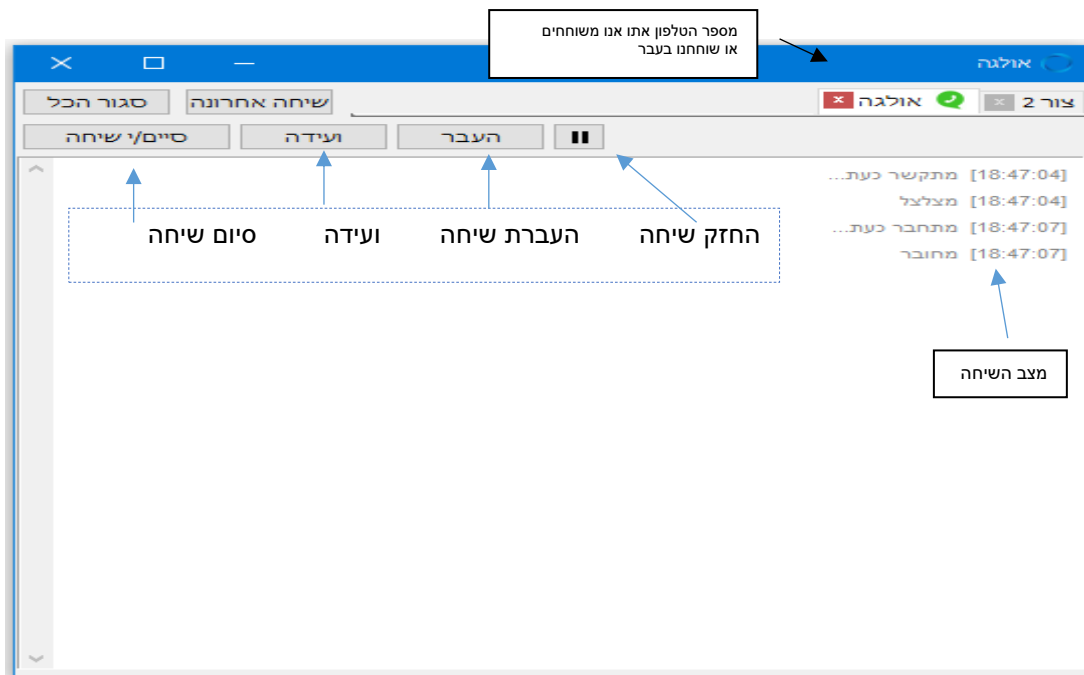 מספר הטלפון אתו אנו משוחחים
או שוחחנו בעבר
אולגה
צור 2 אולגה שיחה אחרונה סגור הכל
העבר ועידה סיים/י שיחה
[18:47:04] מתקשר כעת...
[18:47:04] מצלצל
[18:47:07] מתחבר כעת...
[18:47:07] מחובר
החזק שיחה העברת שיחה ועידה סיום שיחה
מצב השיחה